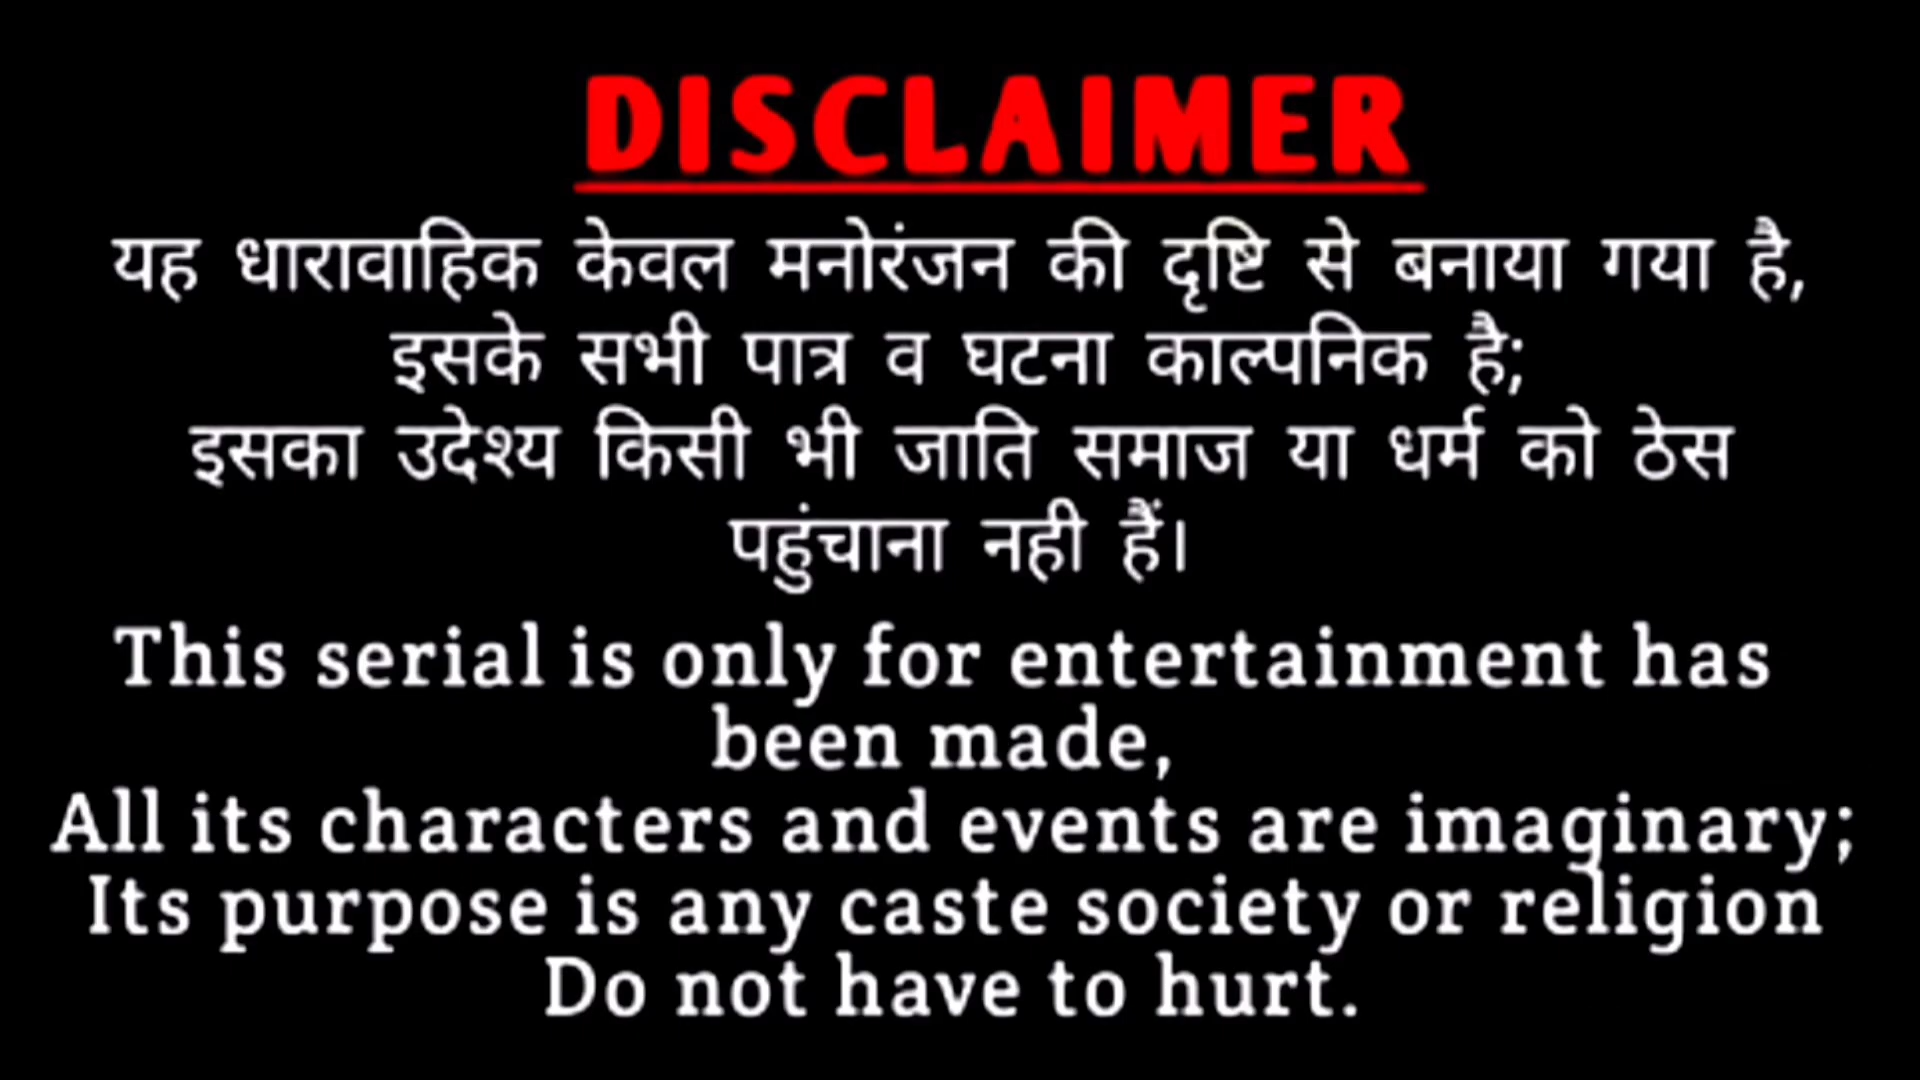 DISCLAIMER
यह धारावाहिक केवल मनोरंजन की दृष्टि से बनाया गया है,
इसके सभी पात्र व घटना काल्पनिक है;
इसका उदेश्य किसी भी जाति समाज या धर्म को ठेस
पहुंचाना नही हैं।
This serial is only for entertainment has
been made,
All its characters and events are imaginary;
Its purpose is any caste society or religion
Do not have to hurt.